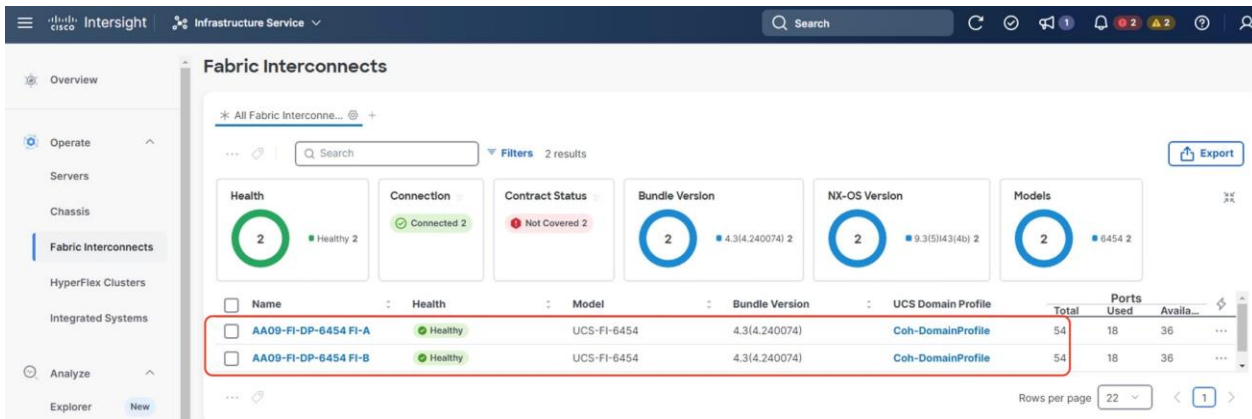 cisco Intersight
Infrastructure Service
Search
1
2
2
Overview
Operate
Servers
Chassis
Fabric Interconnects
HyperFlex Clusters
Integrated Systems
Analyze
Explorer New
Fabric Interconnects
All Fabric Interconne... +
... Search Filters 2 results
Export
Health
2
Healthy 2
Connection
Connected 2
Contract Status
Not Covered 2
Bundle Version
2
4.3(4.240074) 2
NX-OS Version
2
9.3(5)I43(4b) 2
Models
2
6454 2
Name Health Model Bundle Version UCS Domain Profile Ports
Total Used Availa...
AA09-FI-DP-6454 FI-A Healthy UCS-FI-6454 4.3(4.240074) Coh-DomainProfile 54 18 36 ...
AA09-FI-DP-6454 FI-B Healthy UCS-FI-6454 4.3(4.240074) Coh-DomainProfile 54 18 36 ...
... Rows per page 22 1